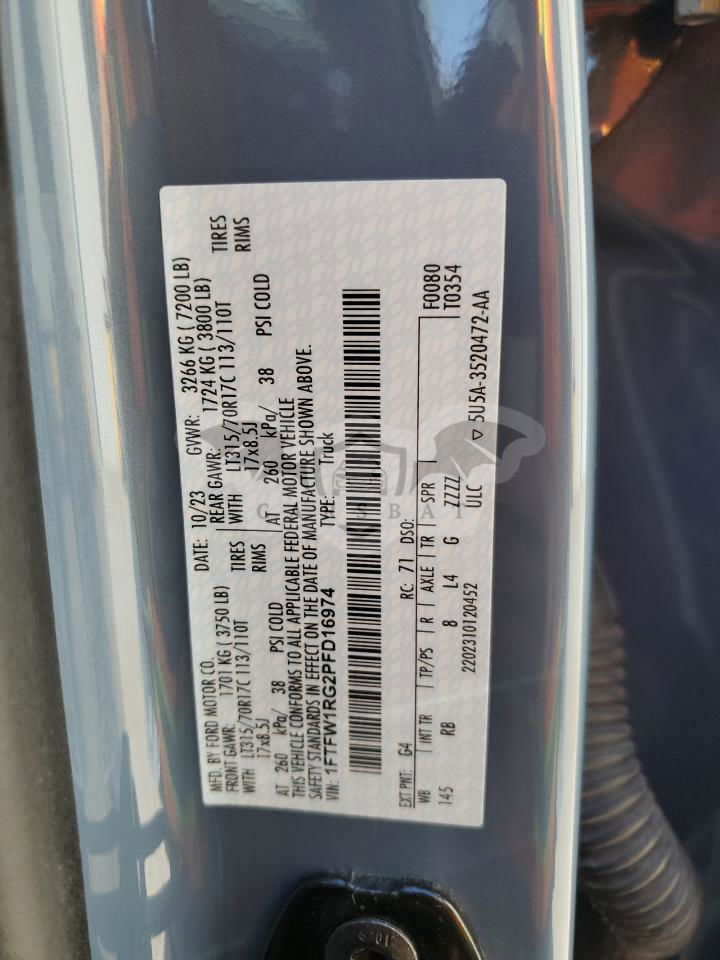 MFD. BY FORD MOTOR CO. DATE: 10/23 GVWR: 3266 KG ( 7200 LB)
FRONT GAWR: 1701 KG ( 3750 LB) REAR GAWR: 1724 KG ( 3800 LB)
WITH LT315/70R17C 113/110T TIRES WITH LT315/70R17C 113/110T TIRES
17x8.5J RIMS 17x8.5J RIMS
AT 260 kPa/ 38 PSI COLD AT 260 kPa/ 38 PSI COLD
THIS VEHICLE CONFORMS TO ALL APPLICABLE FEDERAL MOTOR VEHICLE
SAFETY STANDARDS IN EFFECT ON THE DATE OF MANUFACTURE SHOWN ABOVE.
VIN: 1FTFW1RG2PFD16974 TYPE: Truck
EXT PNT: G4 RC: 71 DSO: F0080
WB INT TR TP/PS R AXLE TR SPR T0354
145 RB 8 L4 G ZZZZ
2202310120452 ULC ▽ 5U5A-3520472-AA